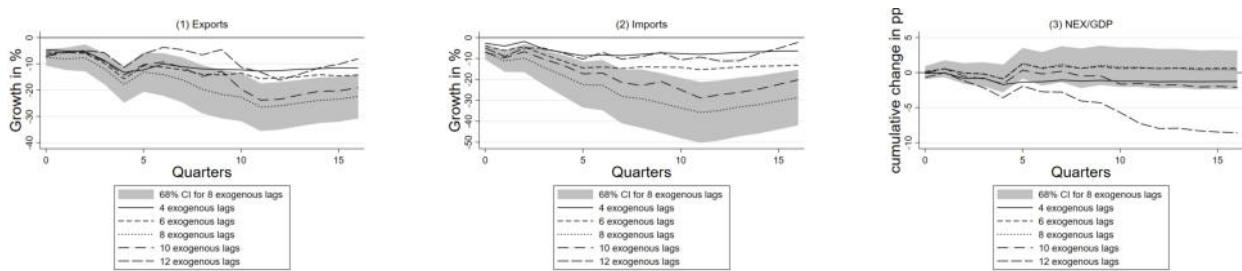 (1) Exports
Growth in %
0
-10
-20
-30
-40
0 5 10 15
Quarters
68% CI for 8 exogenous lags
4 exogenous lags
6 exogenous lags
8 exogenous lags
10 exogenous lags
12 exogenous lags
(2) Imports
Growth in %
0
-10
-20
-30
-40
-50
0 5 10 15
Quarters
68% CI for 8 exogenous lags
4 exogenous lags
6 exogenous lags
8 exogenous lags
10 exogenous lags
12 exogenous lags
(3) NEX/GDP
cumulative change in pp
5
0
-5
-10
0 5 10 15
Quarters
68% CI for 8 exogenous lags
4 exogenous lags
6 exogenous lags
8 exogenous lags
10 exogenous lags
12 exogenous lags